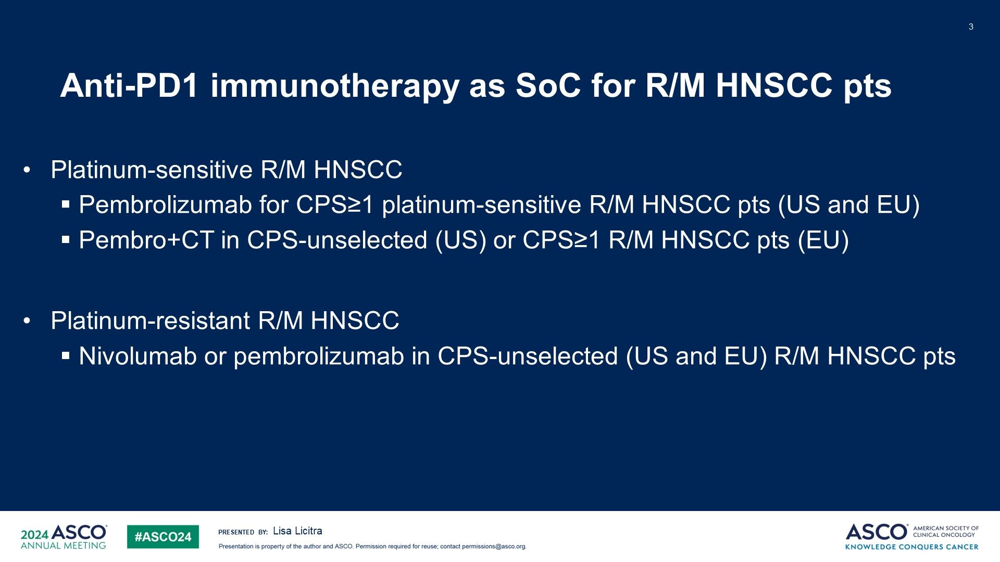 3
Anti-PD1 immunotherapy as SoC for R/M HNSCC pts
• Platinum-sensitive R/M HNSCC
▪ Pembrolizumab for CPS≥1 platinum-sensitive R/M HNSCC pts (US and EU)
▪ Pembro+CT in CPS-unselected (US) or CPS≥1 R/M HNSCC pts (EU)
• Platinum-resistant R/M HNSCC
▪ Nivolumab or pembrolizumab in CPS-unselected (US and EU) R/M HNSCC pts
2024 ASCO®
ANNUAL MEETING
#ASCO24
PRESENTED BY: Lisa Licitra
Presentation is property of the author and ASCO. Permission required for reuse; contact permissions@asco.org.
ASCO® AMERICAN SOCIETY OF
CLINICAL ONCOLOGY
KNOWLEDGE CONQUERS CANCER